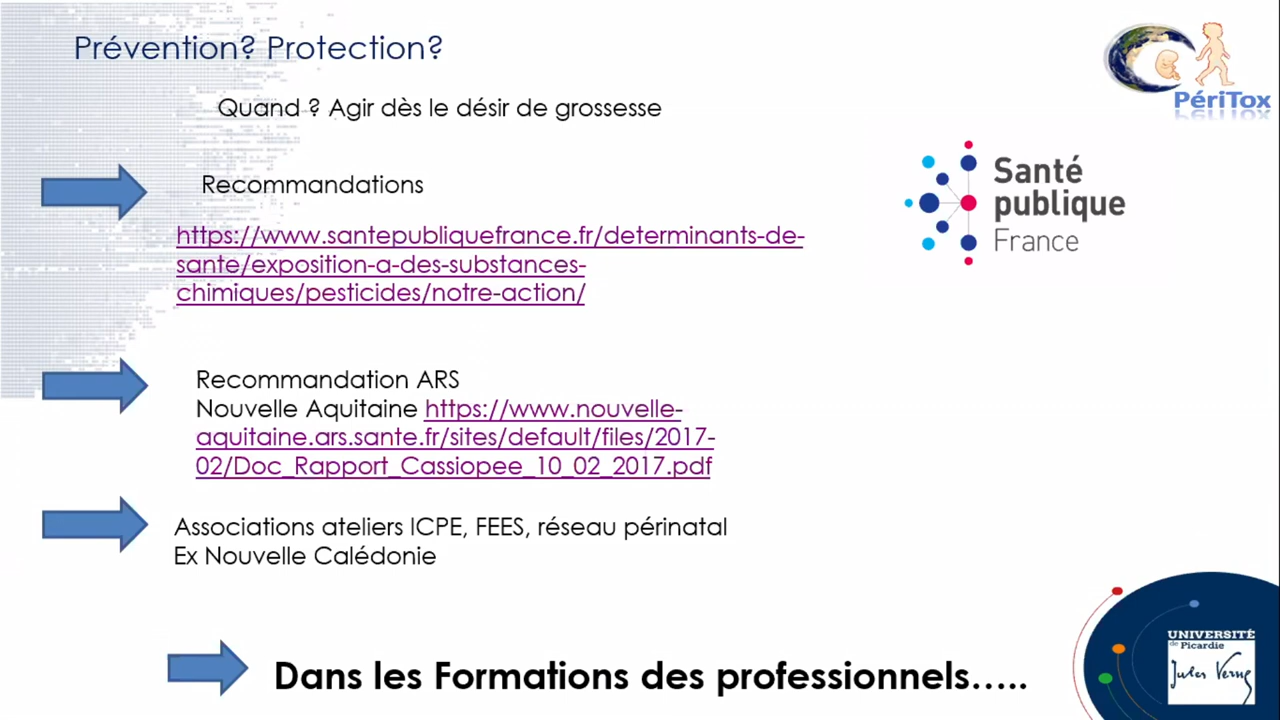 Prévention? Protection?
PériTox
Quand ? Agir dès le désir de grossesse
Recommandations
Santé
publique
France
https://www.santepubliquefrance.fr/determinants-de-
sante/exposition-a-des-substances-
chimiques/pesticides/notre-action/
Recommandation ARS
Nouvelle Aquitaine https://www.nouvelle-
aquitaine.ars.sante.fr/sites/default/files/2017-
02/Doc_Rapport_Cassiopee_10_02_2017.pdf
Associations ateliers ICPE, FEES, réseau périnatal
Ex Nouvelle Calédonie
Dans les Formations des professionnels…..
UNIVERSITÉ
de Picardie
Jules Verne